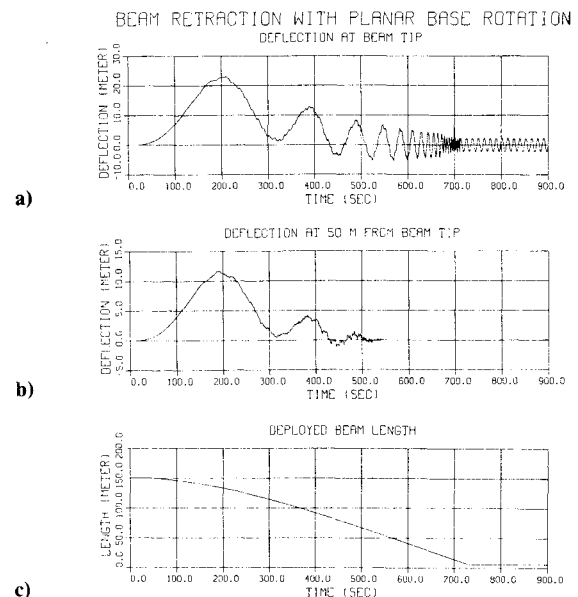 BEAM RETRACTION WITH PLANAR BASE ROTATION
DEFLECTION AT BEAM TIP
DEFLECTION (METER)
30.0
20.0
10.0
0.0
-10.0
0.0 100.0 200.0 300.0 400.0 500.0 600.0 700.0 800.0 900.0
TIME (SEC)
a)
DEFLECTION AT 50 M FROM BEAM TIP
DEFLECTION (METER)
15.0
10.0
5.0
0.0
-5.0
0.0 100.0 200.0 300.0 400.0 500.0 600.0 700.0 800.0 900.0
TIME (SEC)
b)
DEPLOYED BEAM LENGTH
LENGTH (METER)
200.0
150.0
100.0
50.0
0.0
0.0 100.0 200.0 300.0 400.0 500.0 600.0 700.0 800.0 900.0
TIME (SEC)
c)